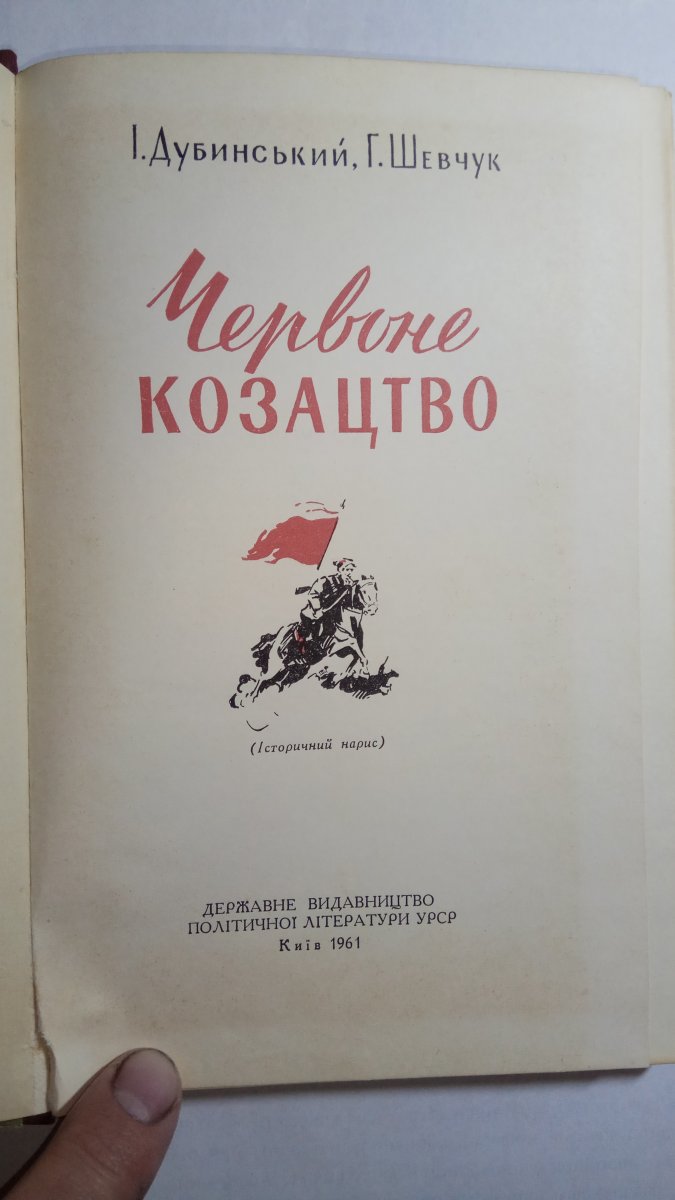 І. Дубинський, Г. Шевчук
Червоне
КОЗАЦТВО
(Історичний нарис)
ДЕРЖАВНЕ ВИДАВНИЦТВО
ПОЛІТИЧНОЇ ЛІТЕРАТУРИ УРСР
Київ 1961